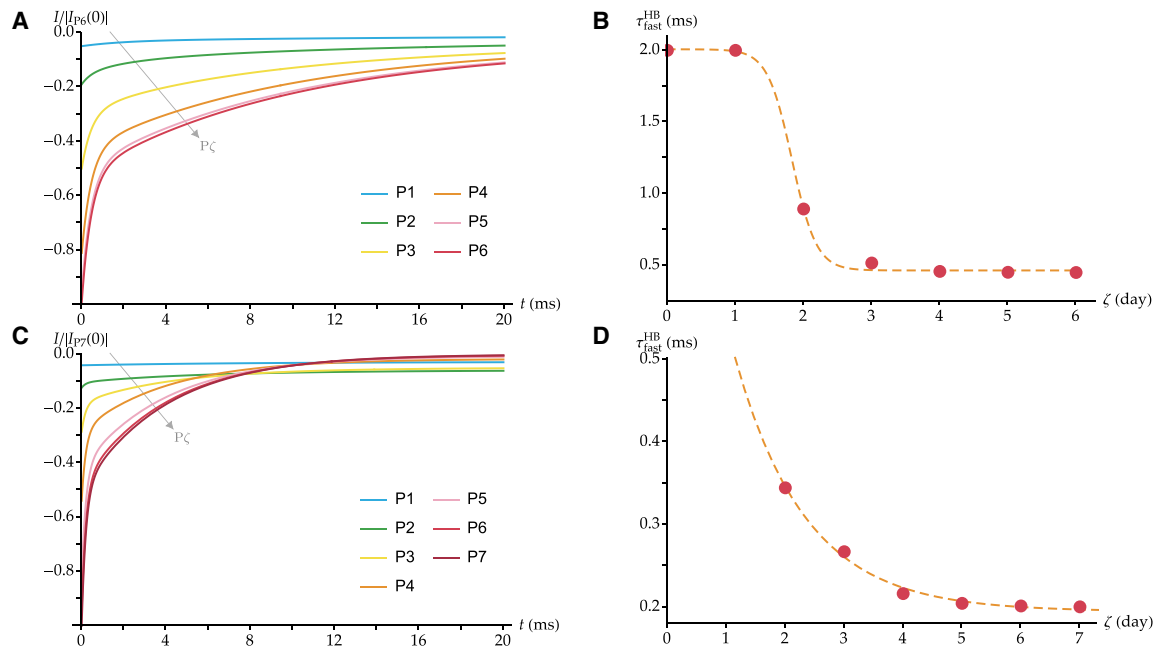 A
I/|I_P6(0)|
0.0
−0.2
−0.4
−0.6
−0.8
0 4 8 12 16 20
t (ms)
Pζ
P1 P4
P2 P5
P3 P6
B
τ_fast^HB (ms)
2.0
1.5
1.0
0.5
0 1 2 3 4 5 6
ζ (day)
C
I/|I_P7(0)|
0.0
−0.2
−0.4
−0.6
−0.8
0 4 8 12 16 20
t (ms)
Pζ
P1 P5
P2 P6
P3 P7
P4
D
τ_fast^HB (ms)
0.5
0.4
0.3
0.2
0 1 2 3 4 5 6 7
ζ (day)